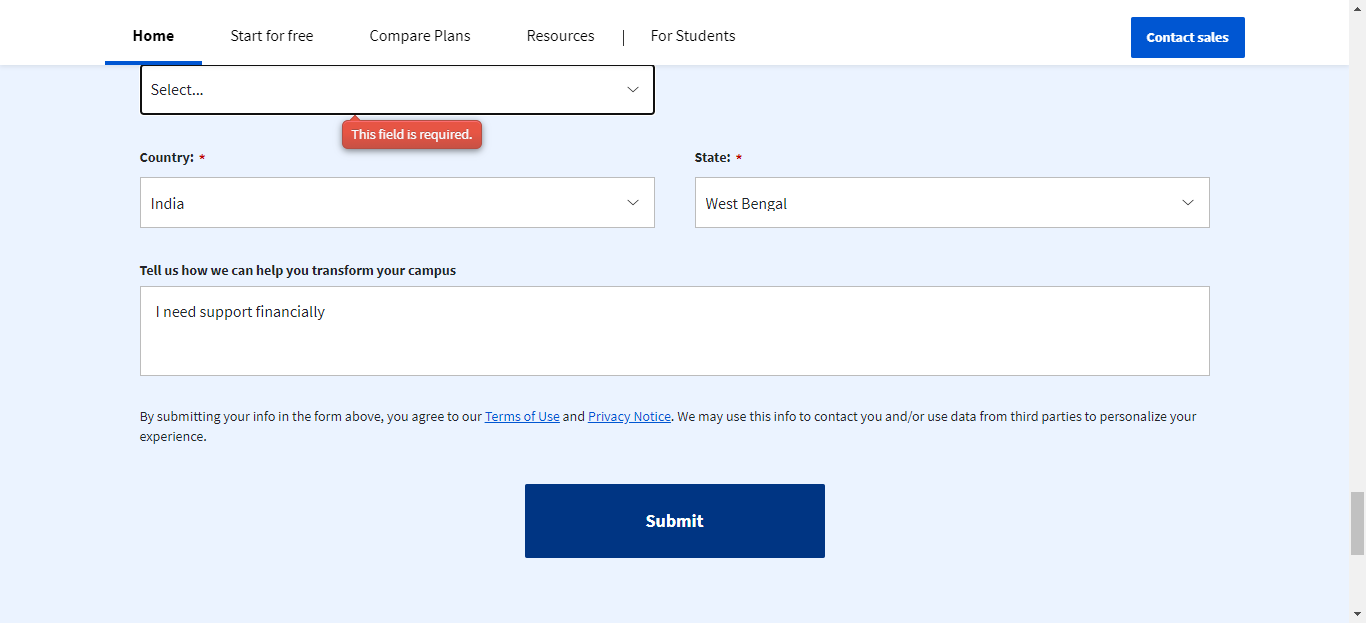 Home Start for free Compare Plans Resources | For Students Contact sales
Select...
This field is required.
Country: * State: *
India West Bengal
Tell us how we can help you transform your campus
I need support financially
By submitting your info in the form above, you agree to our Terms of Use and Privacy Notice. We may use this info to contact you and/or use data from third parties to personalize your
experience.
Submit